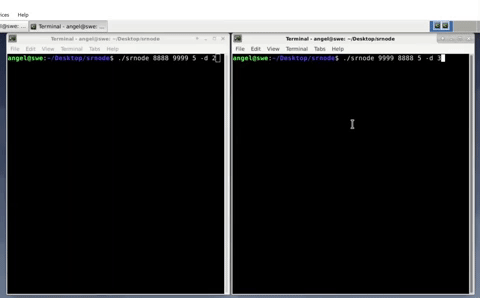 ices Help
l@swe: ... Terminal - angel@swe: ~/Desktop/srnode...
Terminal - angel@swe: ~/Desktop/srnode
File Edit View Terminal Tabs Help
angel@swe:~/Desktop/srnode$ ./srnode 8888 9999 5 -d 2
Terminal - angel@swe: ~/Desktop/srnode
File Edit View Terminal Tabs Help
angel@swe:~/Desktop/srnode$ ./srnode 9999 8888 5 -d 3